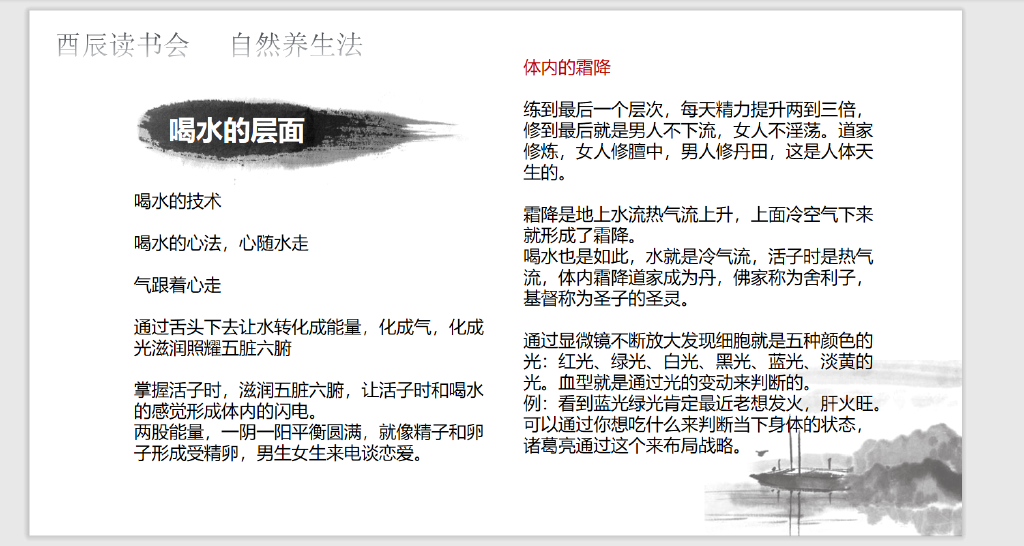 酉辰读书会 自然养生法
喝水的层面
喝水的技术
喝水的心法，心随水走
气跟着心走
通过舌头下去让水转化成能量，化成气，化成
光滋润照耀五脏六腑
掌握活子时，滋润五脏六腑，让活子时和喝水
的感觉形成体内的闪电。
两股能量，一阴一阳平衡圆满，就像精子和卵
子形成受精卵，男生女生来电谈恋爱。
体内的霜降
练到最后一个层次，每天精力提升两到三倍，
修到最后就是男人不下流，女人不淫荡。道家
修炼，女人修膻中，男人修丹田，这是人体天
生的。
霜降是地上水流热气流上升，上面冷空气下来
就形成了霜降。
喝水也是如此，水就是冷气流，活子时是热气
流，体内霜降道家成为丹，佛家称为舍利子，
基督称为圣子的圣灵。
通过显微镜不断放大发现细胞就是五种颜色的
光：红光、绿光、白光、黑光、蓝光、淡黄的
光。血型就是通过光的变动来判断的。
例：看到蓝光绿光肯定最近老想发火，肝火旺。
可以通过你想吃什么来判断当下身体的状态，
诸葛亮通过这个来布局战略。